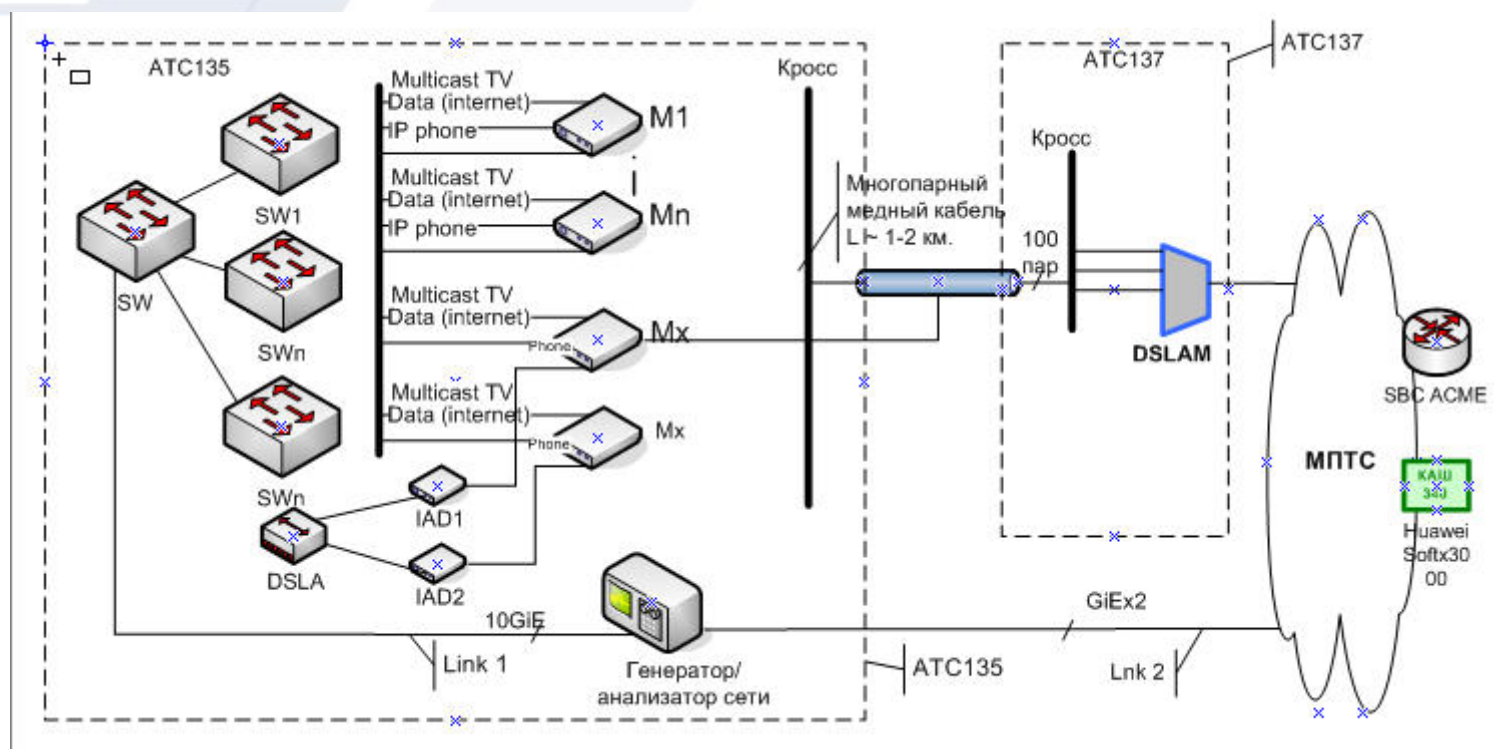 АТС135
Multicast TV
Data (internet)
IP phone
M1
Multicast TV
Data (internet)
IP phone
Mn
Multicast TV
Data (internet)
Phone
Mx
Multicast TV
Data (internet)
Phone
Mx
SW
SW1
SWn
SWn
DSLA
IAD1
IAD2
10GiE
Link 1
Генератор/
анализатор сети
Кросс
Многопарный
медный кабель
L ~ 1-2 км.
АТС135
АТС137
АТС137
Кросс
100
пар
DSLAM
GiEx2
Lnk 2
МПТС
SBC ACME
КАШ
340
Huawei
Softx30
00